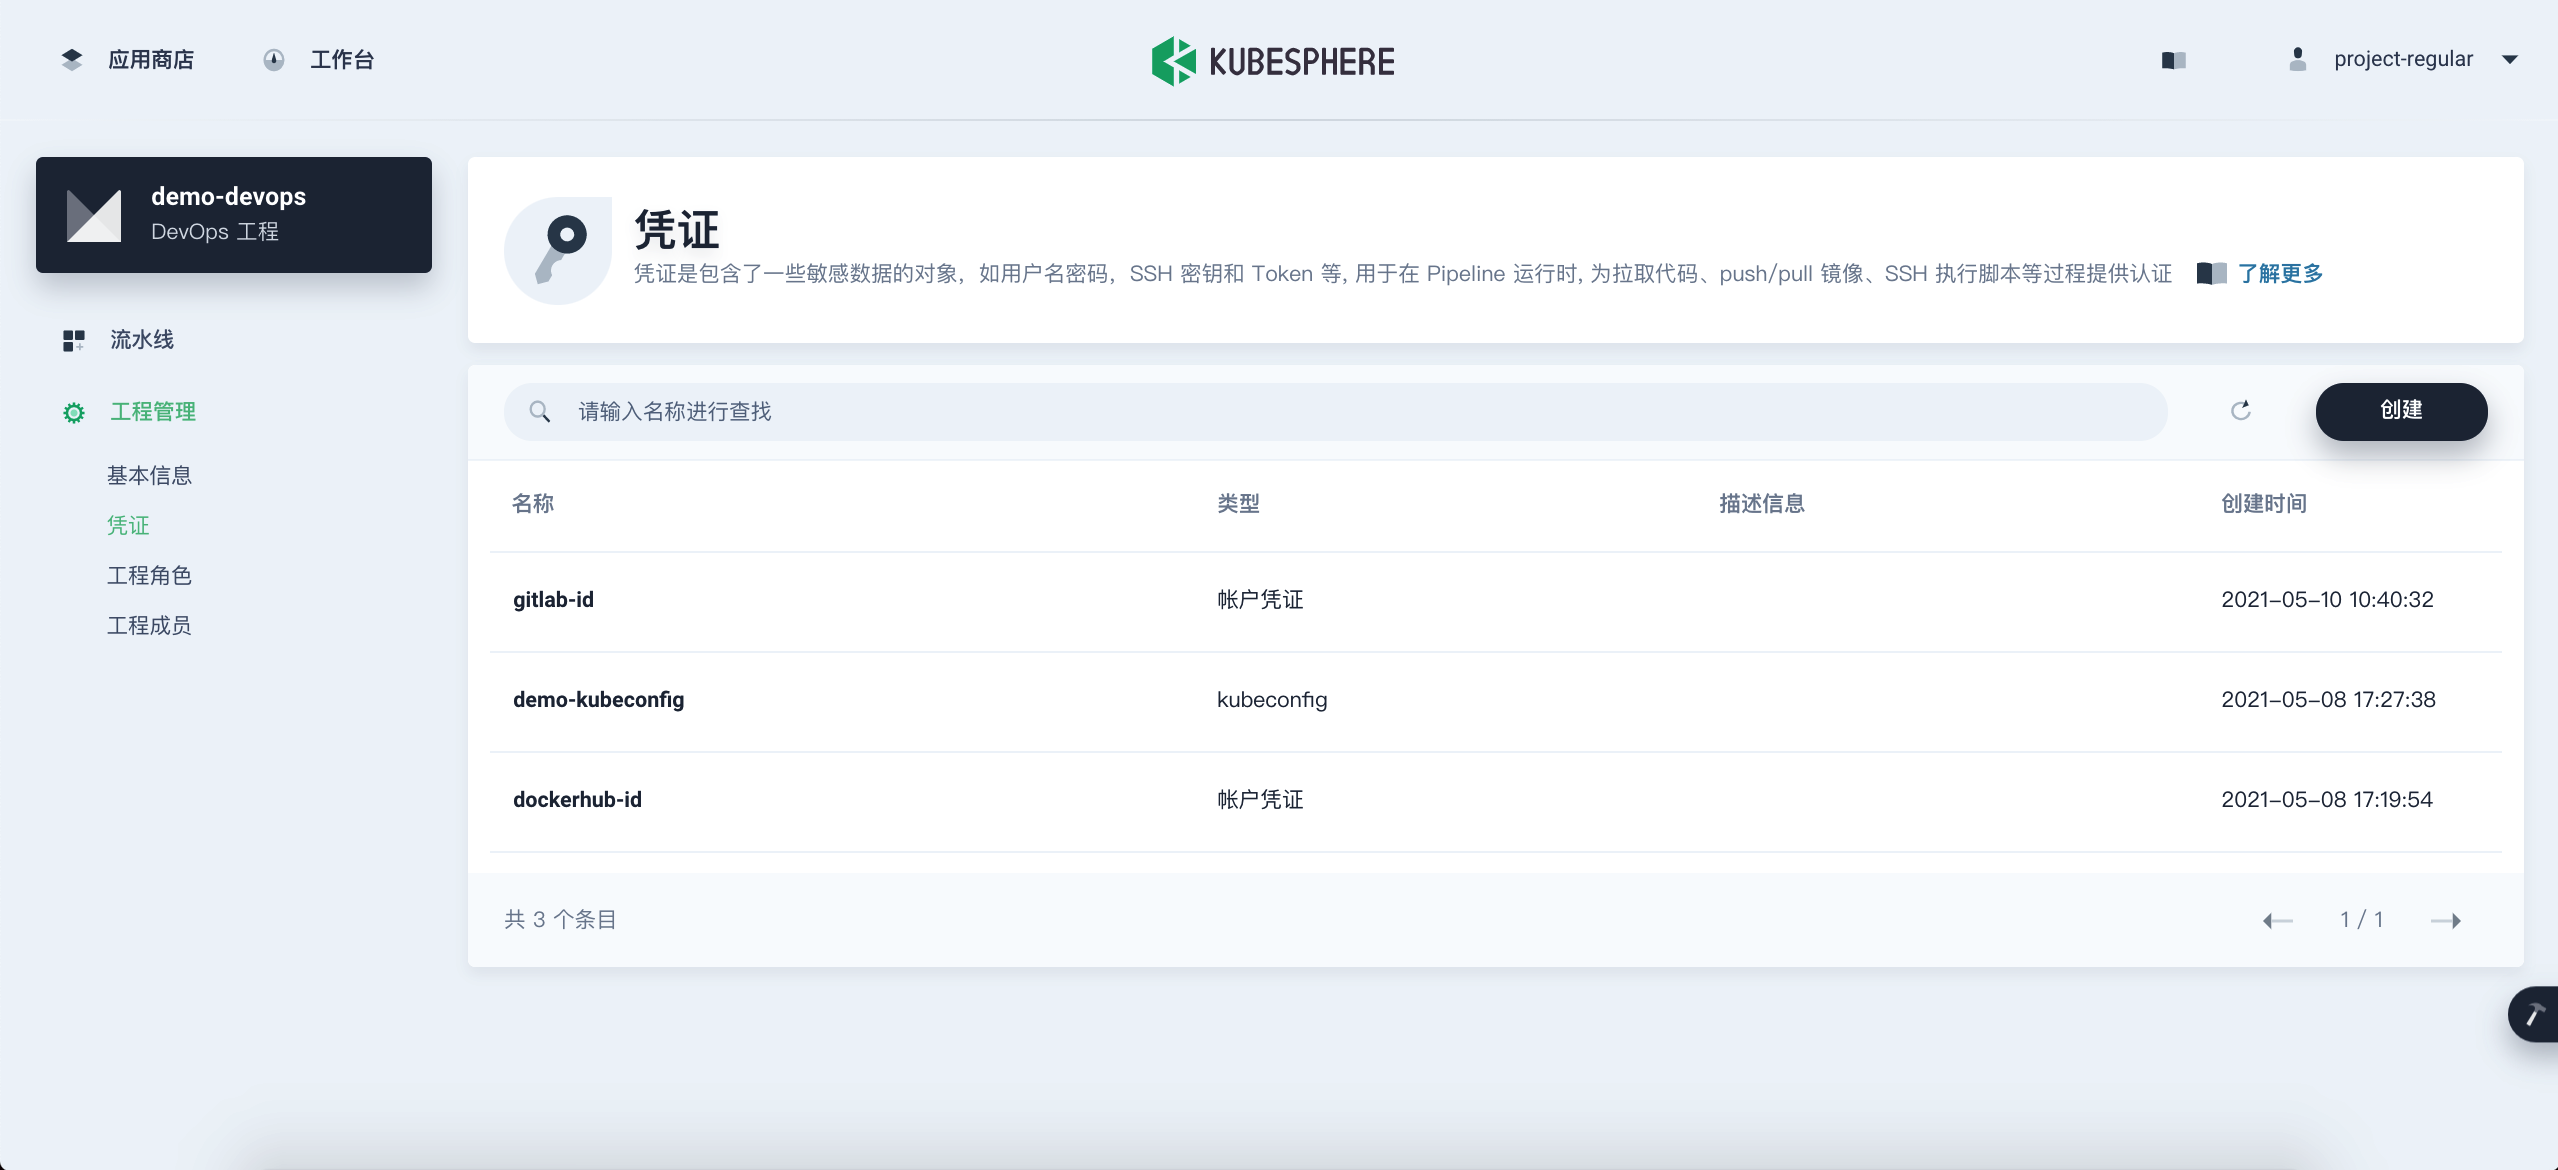 应用商店
工作台
KUBESPHERE
project-regular
demo-devops
DevOps 工程
流水线
工程管理
基本信息
凭证
工程角色
工程成员
凭证
凭证是包含了一些敏感数据的对象，如用户名密码，SSH 密钥和 Token 等, 用于在 Pipeline 运行时, 为拉取代码、push/pull 镜像、SSH 执行脚本等过程提供认证 了解更多
请输入名称进行查找
创建
名称 类型 描述信息 创建时间
gitlab-id 帐户凭证 2021-05-10 10:40:32
demo-kubeconfig kubeconfig 2021-05-08 17:27:38
dockerhub-id 帐户凭证 2021-05-08 17:19:54
共 3 个条目
1 / 1